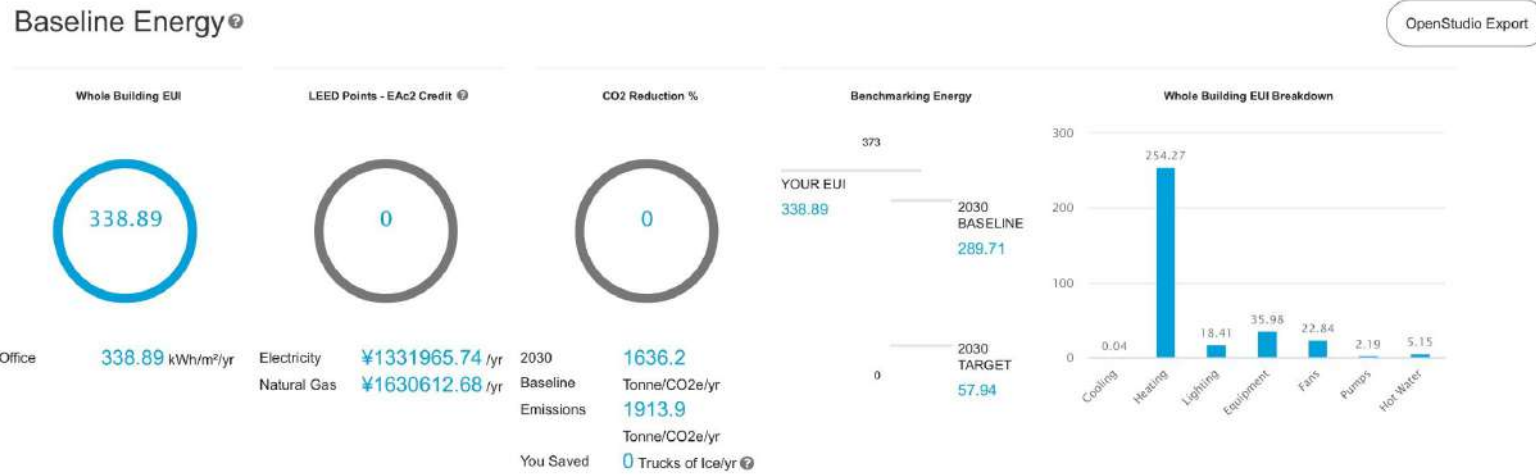 Baseline Energy
OpenStudio Export
Whole Building EUI
338.89
Office 338.89 kWh/m²/yr
LEED Points - EAc2 Credit
0
Electricity ¥1331965.74 /yr
Natural Gas ¥1630612.68 /yr
CO2 Reduction %
0
2030 1636.2
Baseline Tonne/CO2e/yr
Emissions 1913.9
Tonne/CO2e/yr
You Saved 0 Trucks of Ice/yr
Benchmarking Energy
373
YOUR EUI
338.89
2030
BASELINE
289.71
2030
TARGET
57.94
0
Whole Building EUI Breakdown
300
200
100
0
0.04
254.27
18.41
35.98
22.84
2.19
5.15
Cooling
Heating
Lighting
Equipment
Fans
Pumps
Hot Water